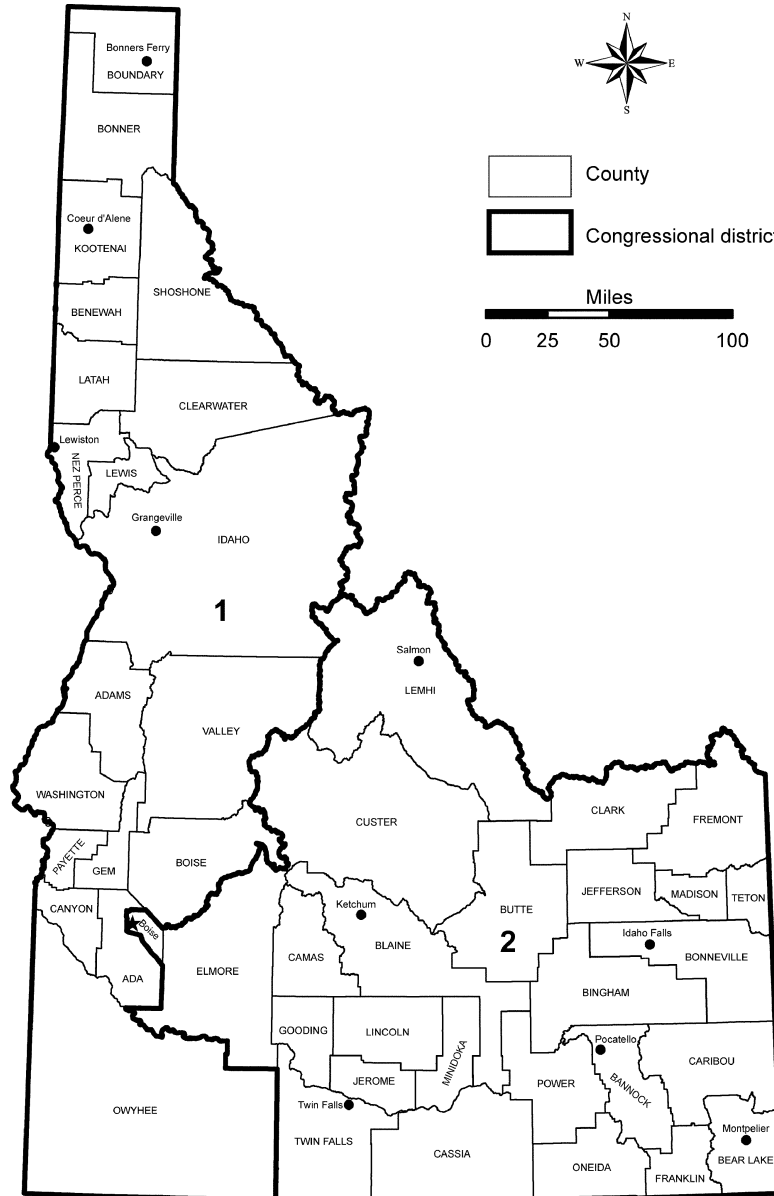 N
W E
S
Bonners Ferry
BOUNDARY
BONNER
County
Coeur d'Alene
KOOTENAI
Congressional distric
SHOSHONE
Miles
0 25 50 100
BENEWAH
LATAH
CLEARWATER
Lewiston
NEZ PERCE
LEWIS
Grangeville
IDAHO
1
Salmon
LEMHI
ADAMS
VALLEY
WASHINGTON
CUSTER
CLARK
FREMONT
PAYETTE
GEM
BOISE
JEFFERSON
MADISON
TETON
CANYON
Boise
Ketchum
BUTTE
2
BLAINE
Idaho Falls
BONNEVILLE
CAMAS
ELMORE
ADA
BINGHAM
GOODING
LINCOLN
MINIDOKA
Pocatello
CARIBOU
JEROME
POWER
BANNOCK
OWYHEE
Twin Falls
TWIN FALLS
CASSIA
Montpelier
BEAR LAKE
ONEIDA
FRANKLIN